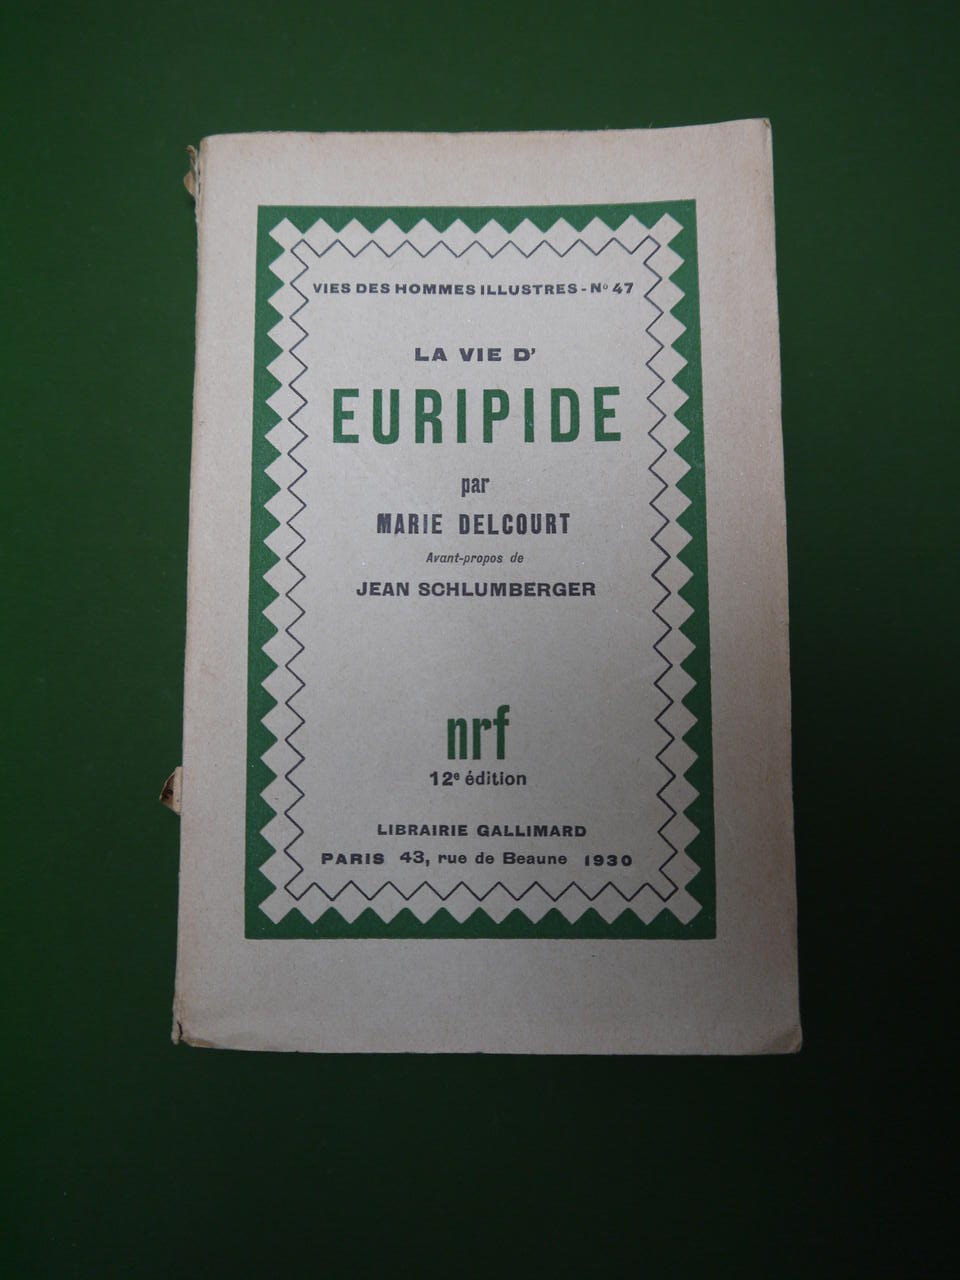 VIES DES HOMMES ILLUSTRES - Nº 47
LA VIE D'
EURIPIDE
par
MARIE DELCOURT
Avant-propos de
JEAN SCHLUMBERGER
nrf
12e édition
LIBRAIRIE GALLIMARD
PARIS 43, rue de Beaune 1930